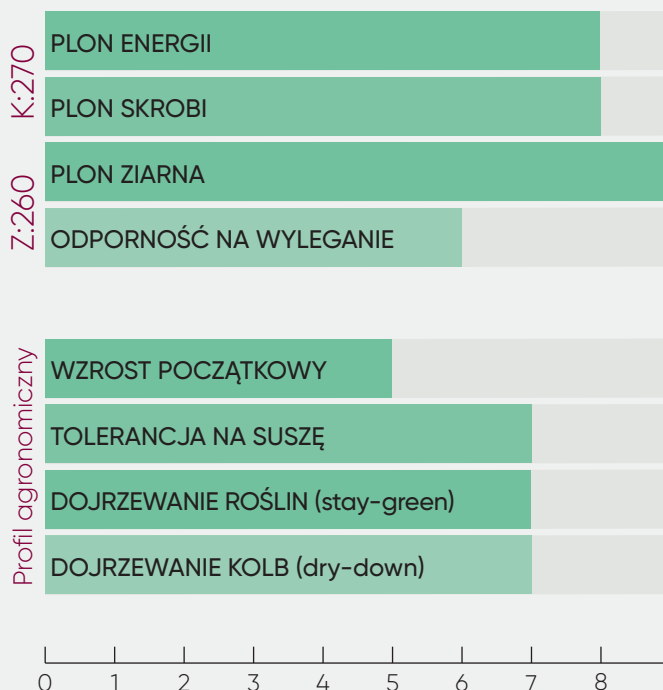 K:270
PLON ENERGII
PLON SKROBI
Z:260
PLON ZIARNA
ODPORNOŚĆ NA WYLEGANIE
Profil agronomiczny
WZROST POCZĄTKOWY
TOLERANCJA NA SUSZĘ
DOJRZEWANIE ROŚLIN (stay-green)
DOJRZEWANIE KOLB (dry-down)
0 1 2 3 4 5 6 7 8